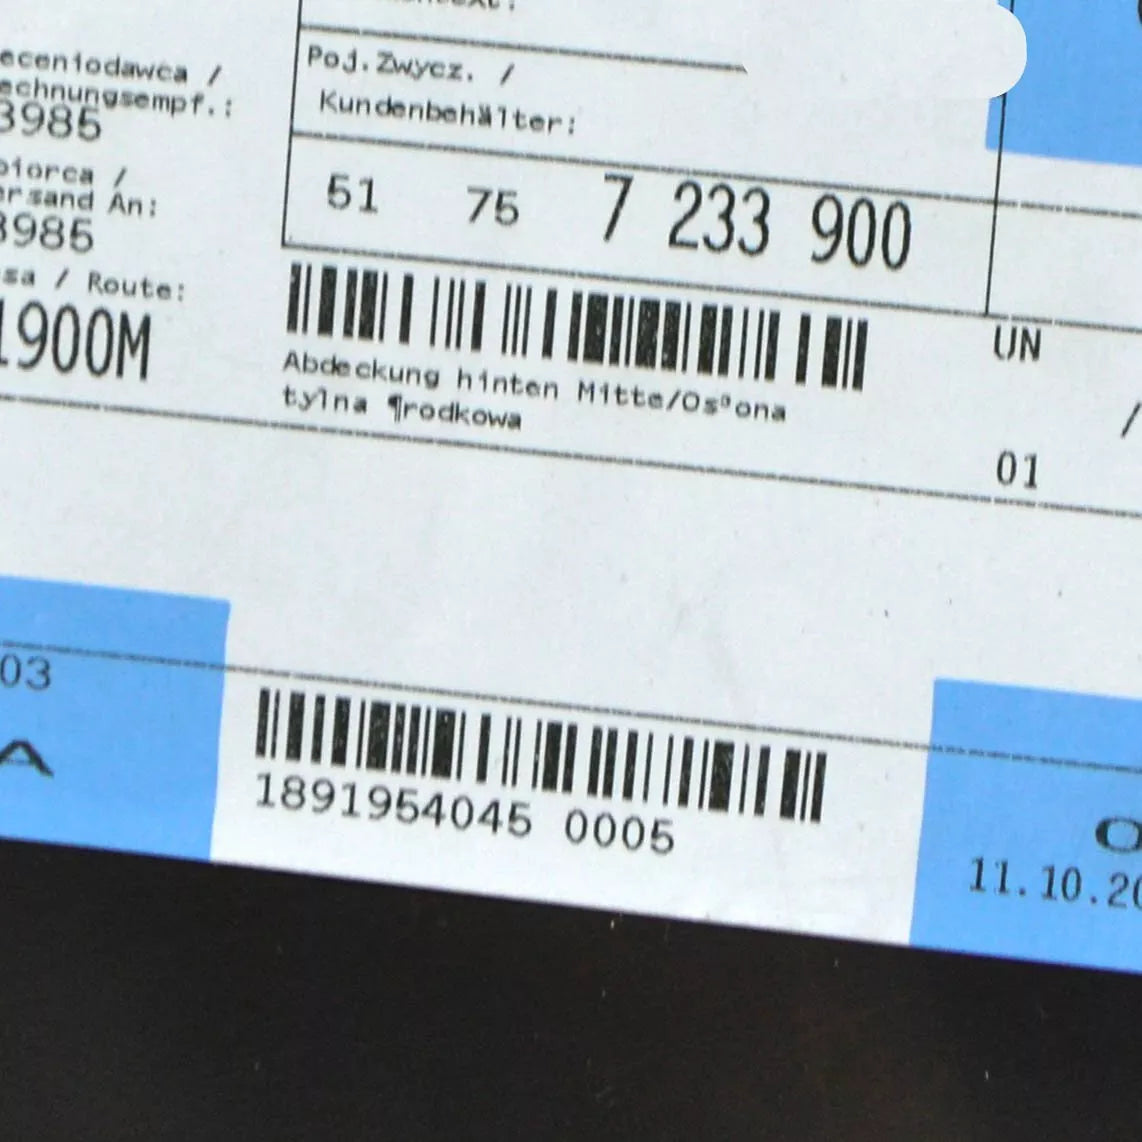 Poj.Zwycz. /
Kundenbehälter:
eceniodawca /
echnungsempf.:
3985
51 75 7 233 900
biorca /
ersand An:
3985
sa / Route:
1900M
Abdeckung hinten Mitte/Osªona
tylna ¶rodkowa
UN
/
01
03
A
1891954045 0005
11.10.20